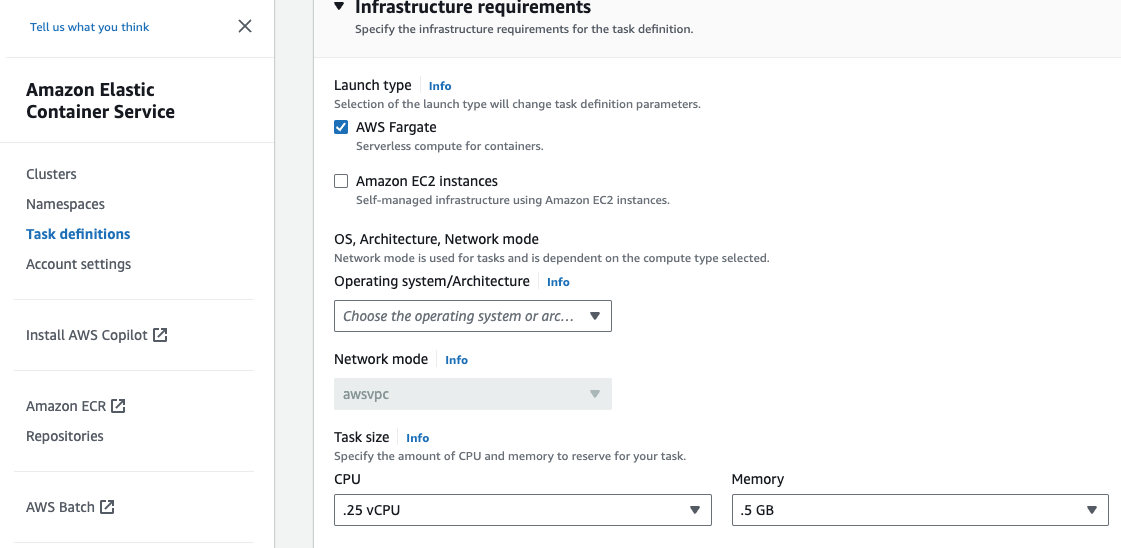 Tell us what you think
Amazon Elastic
Container Service
Clusters
Namespaces
Task definitions
Account settings
Install AWS Copilot
Amazon ECR
Repositories
AWS Batch
Infrastructure requirements
Specify the infrastructure requirements for the task definition.
Launch type Info
Selection of the launch type will change task definition parameters.
AWS Fargate
Serverless compute for containers.
Amazon EC2 instances
Self-managed infrastructure using Amazon EC2 instances.
OS, Architecture, Network mode
Network mode is used for tasks and is dependent on the compute type selected.
Operating system/Architecture Info
Choose the operating system or arc...
Network mode Info
awsvpc
Task size Info
Specify the amount of CPU and memory to reserve for your task.
CPU
.25 vCPU
Memory
.5 GB